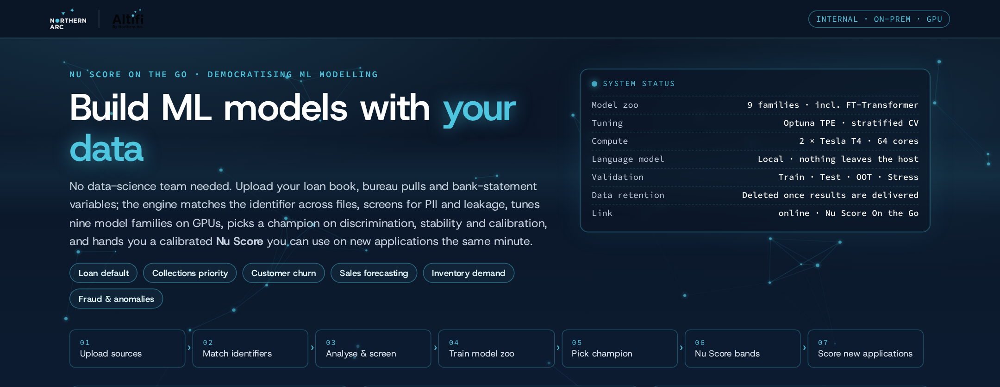 NORTHERN
ARC
Altifi
By Northern Arc
INTERNAL · ON-PREM · GPU
NU SCORE ON THE GO · DEMOCRATISING ML MODELLING
Build ML models with your
data
No data-science team needed. Upload your loan book, bureau pulls and bank-statement
variables; the engine matches the identifier across files, screens for PII and leakage, tunes
nine model families on GPUs, picks a champion on discrimination, stability and calibration,
and hands you a calibrated Nu Score you can use on new applications the same minute.
Loan default
Collections priority
Customer churn
Sales forecasting
Inventory demand
Fraud & anomalies
SYSTEM STATUS
Model zoo 9 families · incl. FT-Transformer
Tuning Optuna TPE · stratified CV
Compute 2 × Tesla T4 · 64 cores
Language model Local · nothing leaves the host
Validation Train · Test · OOT · Stress
Data retention Deleted once results are delivered
Link online · Nu Score On the Go
01
Upload sources
›
02
Match identifiers
›
03
Analyse & screen
›
04
Train model zoo
›
05
Pick champion
›
06
Nu Score bands
›
07
Score new applications